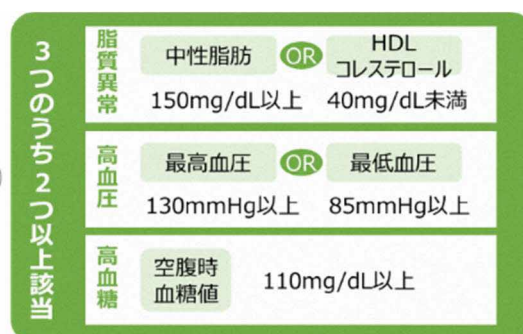 3つのうち2つ以上該当
脂質異常
中性脂肪 OR HDL
コレステロール
150mg/dL以上 40mg/dL未満
高血圧
最高血圧 OR 最低血圧
130mmHg以上 85mmHg以上
高血糖
空腹時
血糖値
110mg/dL以上